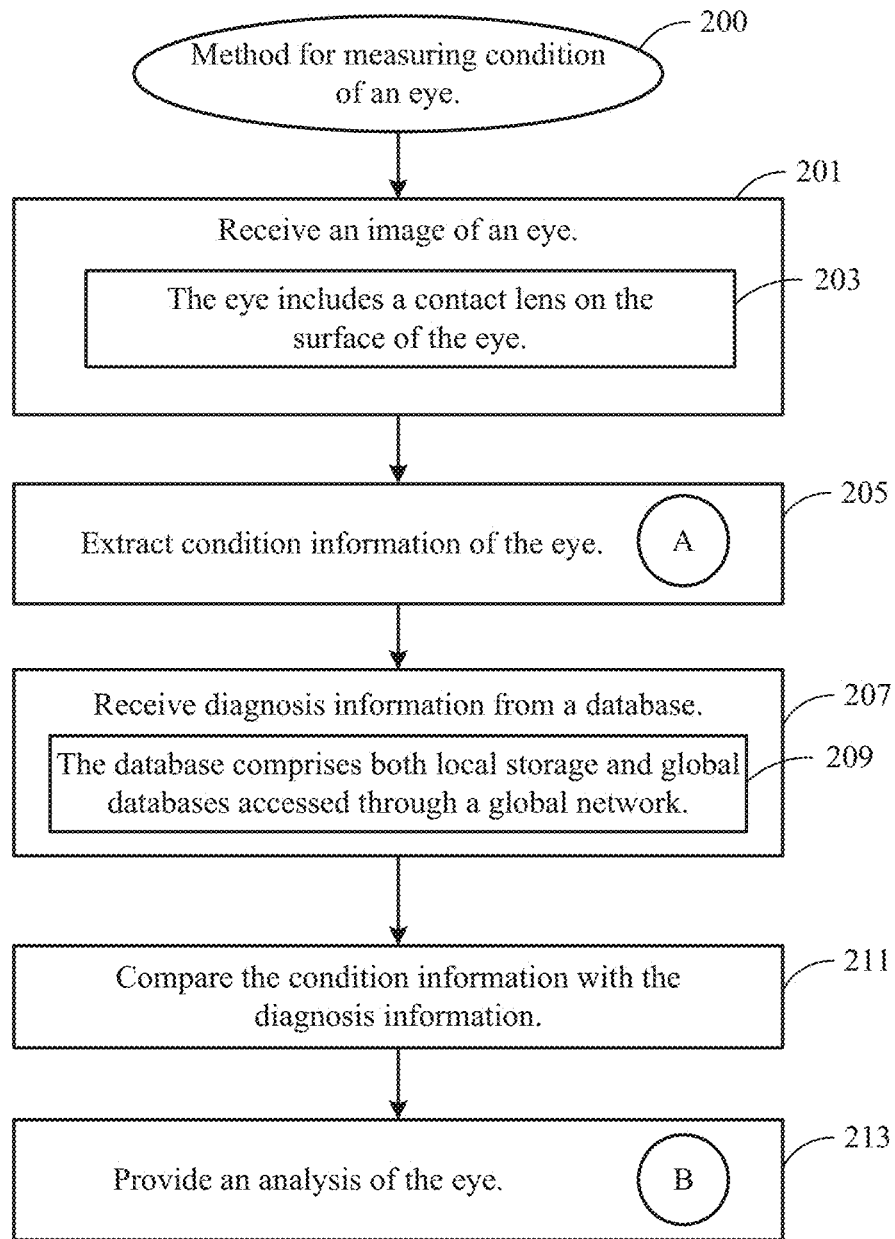 200
Method for measuring condition
of an eye.
201
Receive an image of an eye.
203
The eye includes a contact lens on the
surface of the eye.
205
Extract condition information of the eye.
A
207
Receive diagnosis information from a database.
209
The database comprises both local storage and global
databases accessed through a global network.
211
Compare the condition information with the
diagnosis information.
213
Provide an analysis of the eye.
B